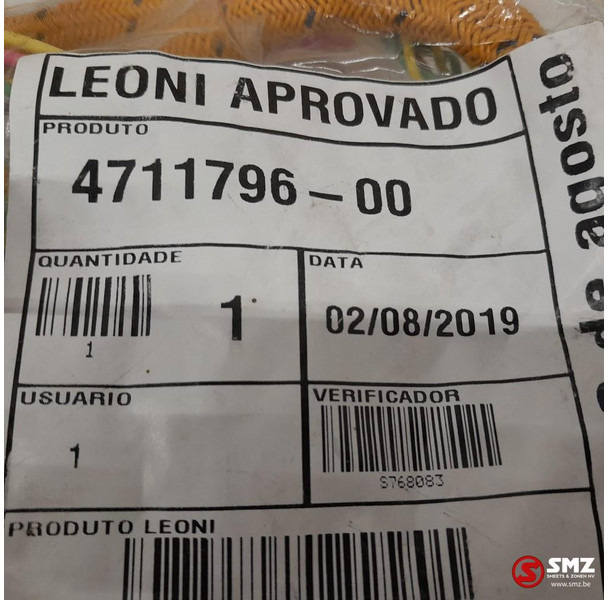 LEONI APROVADO
PRODUTO
4711796-00
QUANTIDADE
1
1
DATA
02/08/2019
USUARIO
1
VERIFICADOR
S768083
PRODUTO LEONI
de agosto
SMZ
SMEETS & ZONEN NV
www.smz.be